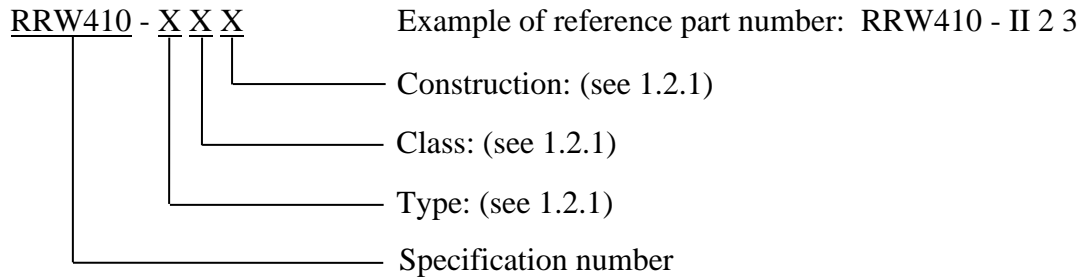 RRW410 - X X X Example of reference part number: RRW410 - II 2 3
Construction: (see 1.2.1)
Class: (see 1.2.1)
Type: (see 1.2.1)
Specification number